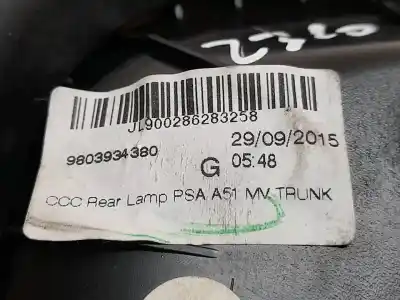 JL900286283258
9803934380
29/09/2015
G
05:48
CCC Rear Lamp PSA A51 MV TRUNK